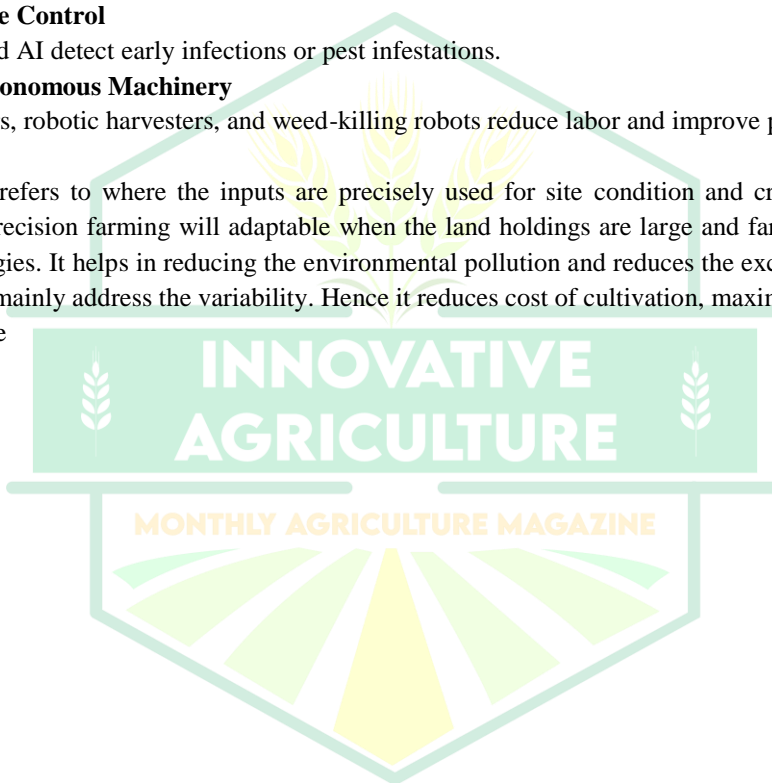 e Control
d AI detect early infections or pest infestations.
onomous Machinery
s, robotic harvesters, and weed-killing robots reduce labor and improve p
refers to where the inputs are precisely used for site condition and cr
recision farming will adaptable when the land holdings are large and far
gies. It helps in reducing the environmental pollution and reduces the exc
mainly address the variability. Hence it reduces cost of cultivation, maxin
e
INNOVATIVE
AGRICULTURE
MONTHLY AGRICULTURE MAGAZINE